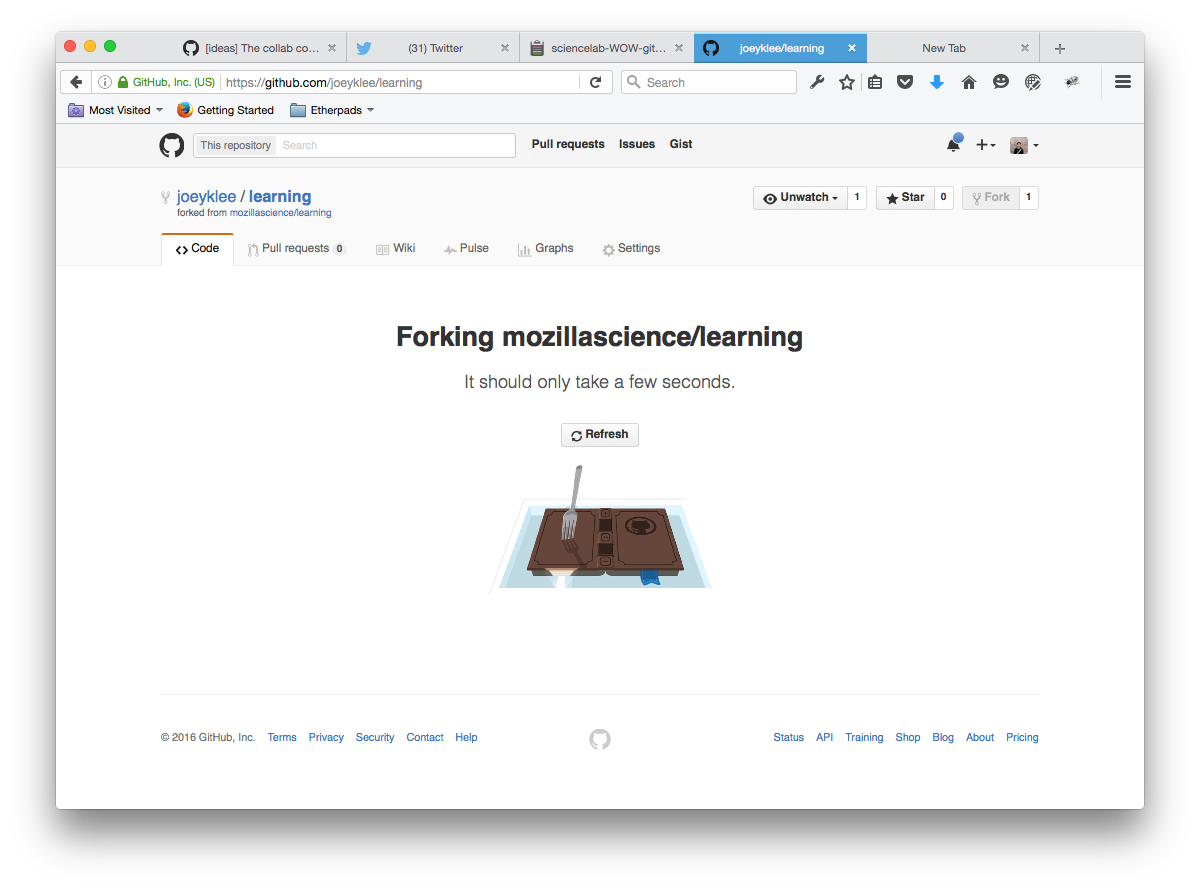 [ideas] The collab co...
(31) Twitter
sciencelab-WOW-git...
joeyklee/learning
New Tab
GitHub, Inc. (US)
https://github.com/joeyklee/learning
Search
Most Visited
Getting Started
Etherpads
This repository Search
Pull requests Issues Gist
joeyklee / learning
forked from mozillascience/learning
Unwatch 1
Star 0
Fork 1
Code
Pull requests 0
Wiki
Pulse
Graphs
Settings
Forking mozillascience/learning
It should only take a few seconds.
Refresh
© 2016 GitHub, Inc. Terms Privacy Security Contact Help
Status API Training Shop Blog About Pricing